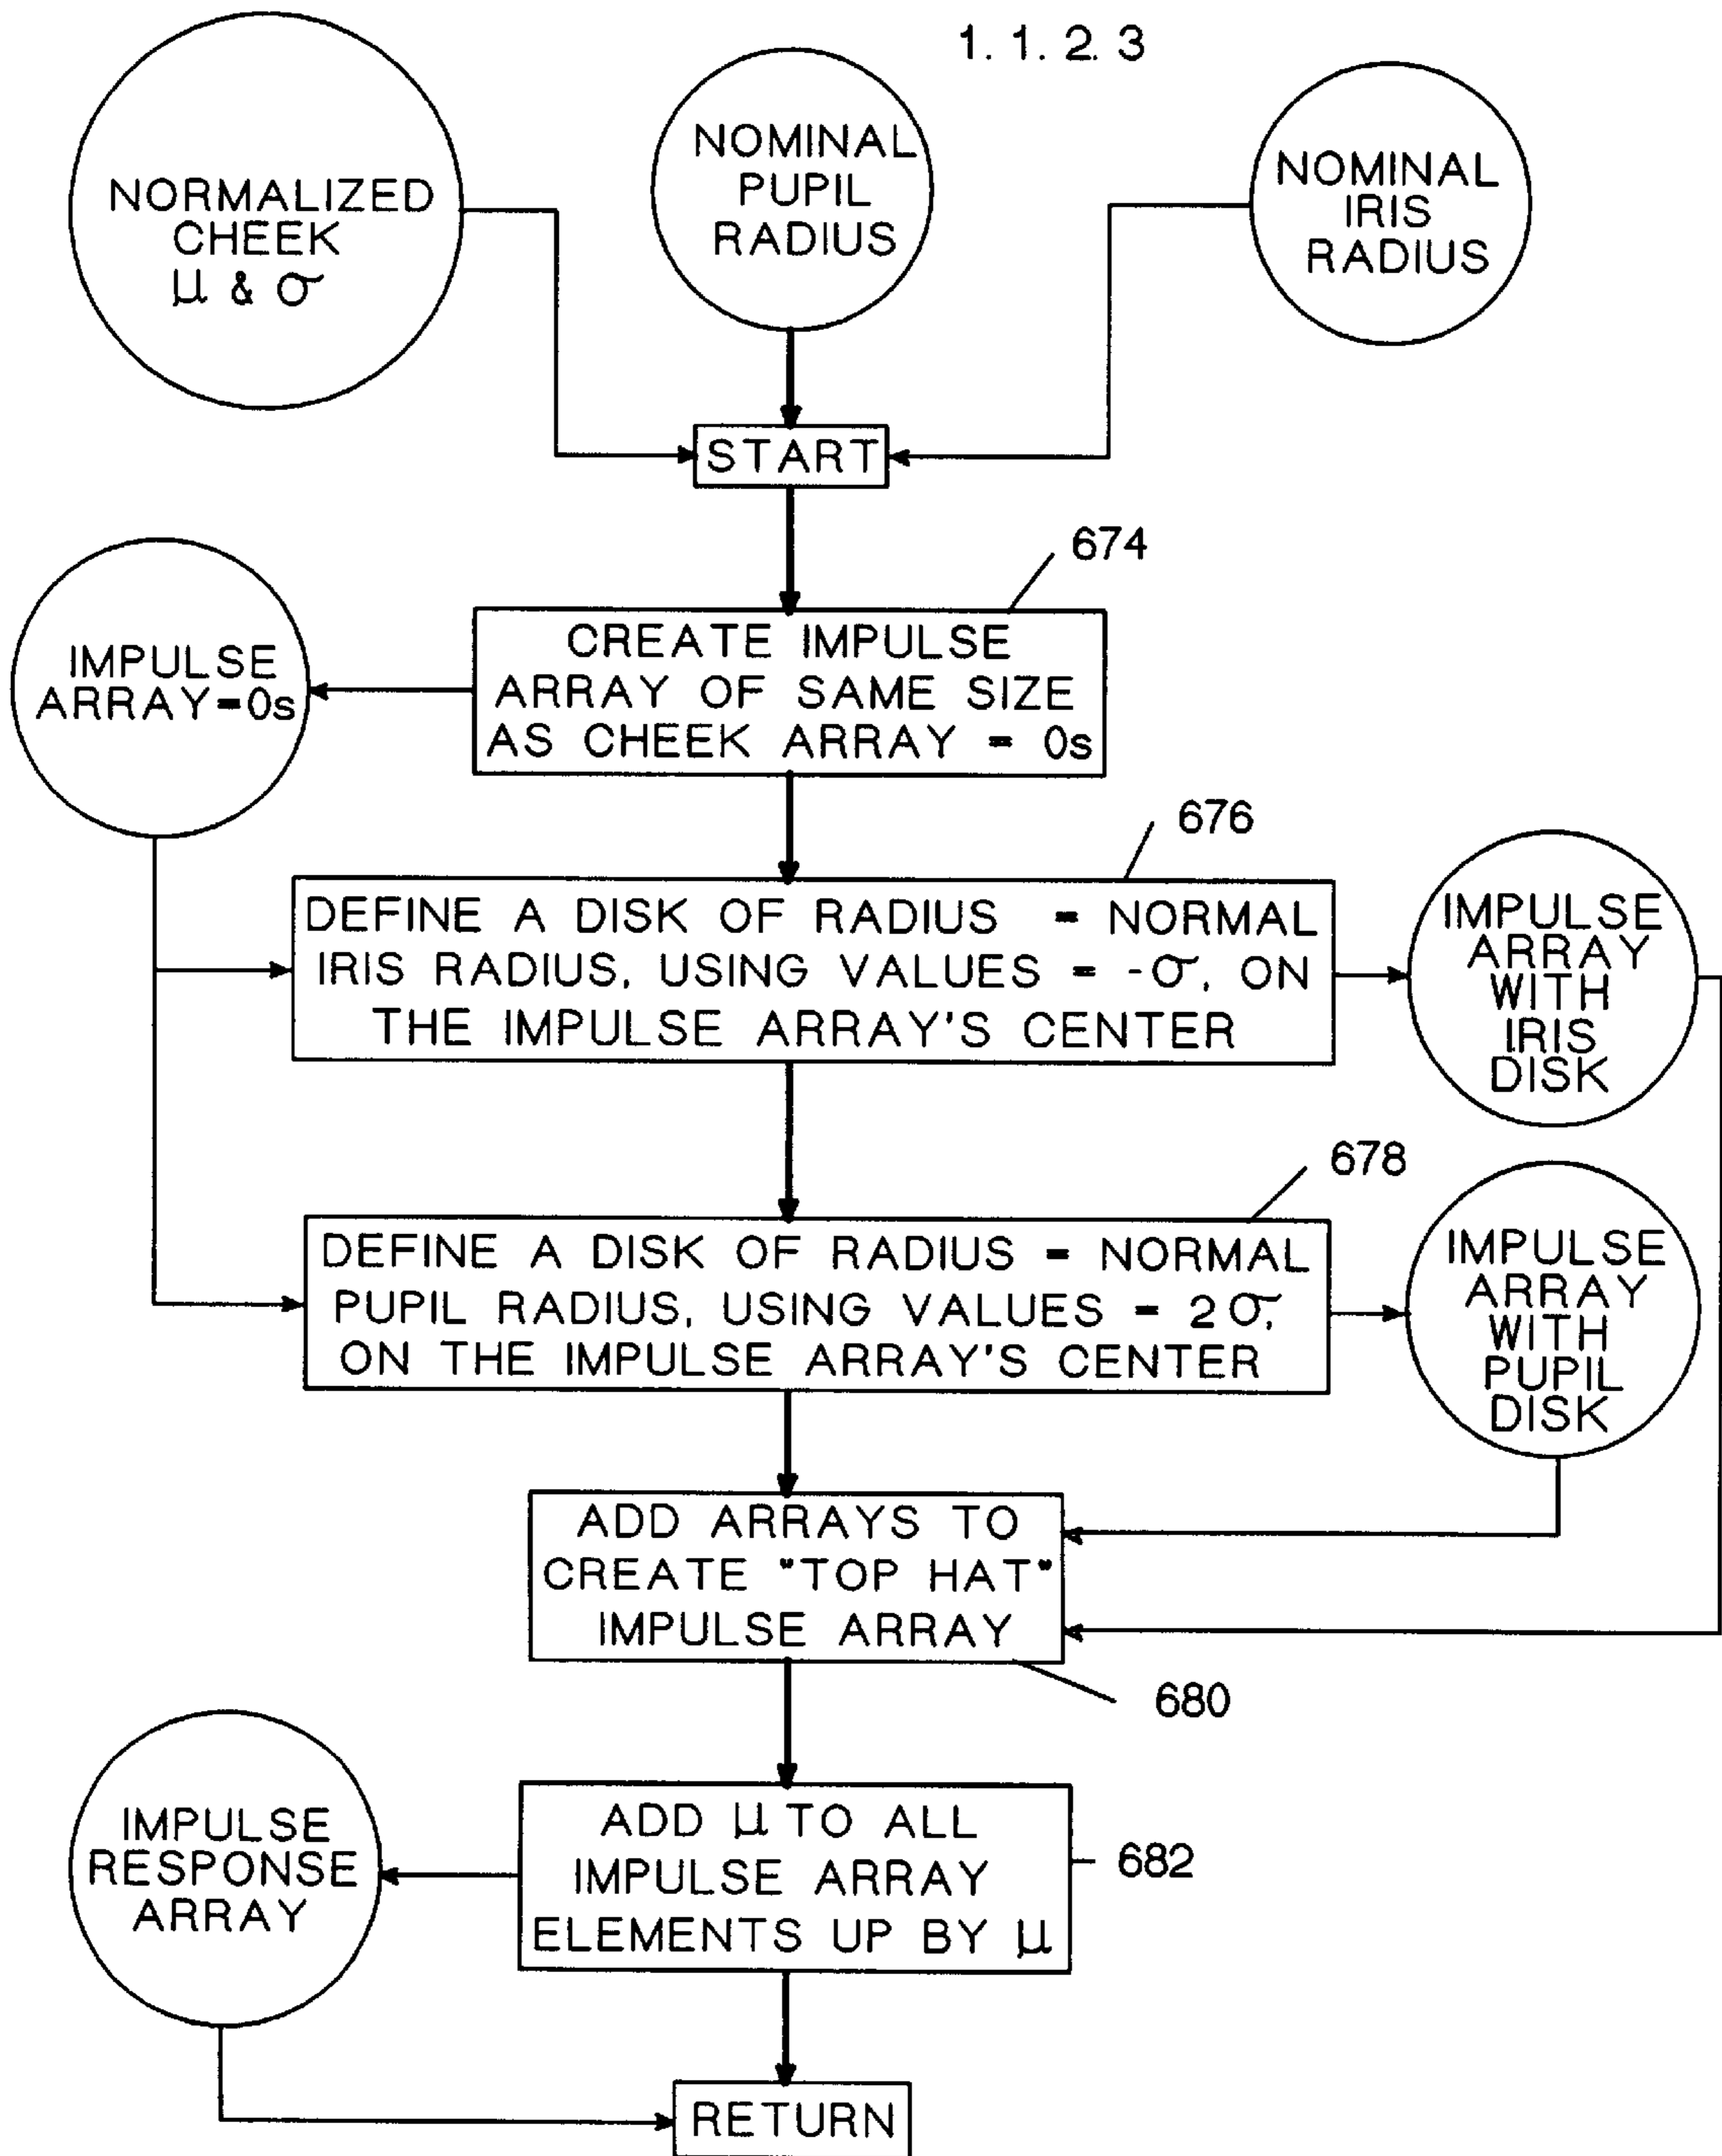 1. 1. 2. 3
NORMALIZED
CHEEK
μ & σ
NOMINAL
PUPIL
RADIUS
NOMINAL
IRIS
RADIUS
START
674
CREATE IMPULSE
ARRAY OF SAME SIZE
AS CHEEK ARRAY = 0s
IMPULSE
ARRAY=0s
676
DEFINE A DISK OF RADIUS = NORMAL
IRIS RADIUS, USING VALUES = -σ, ON
THE IMPULSE ARRAY'S CENTER
IMPULSE
ARRAY
WITH
IRIS
DISK
678
DEFINE A DISK OF RADIUS = NORMAL
PUPIL RADIUS, USING VALUES = 2σ,
ON THE IMPULSE ARRAY'S CENTER
IMPULSE
ARRAY
WITH
PUPIL
DISK
ADD ARRAYS TO
CREATE "TOP HAT"
IMPULSE ARRAY
680
ADD μ TO ALL
IMPULSE ARRAY
ELEMENTS UP BY μ
682
IMPULSE
RESPONSE
ARRAY
RETURN